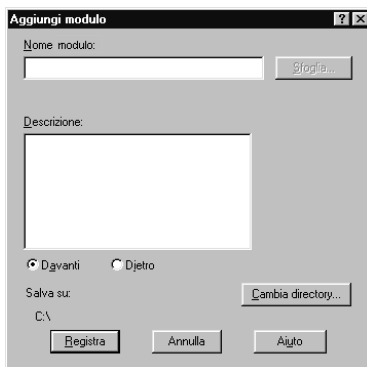 Aggiungi modulo
Nome modulo:
Sfoglia...
Descrizione:
Davanti Dietro
Salva su:
Cambia directory...
C:\
Registra Annulla Aiuto